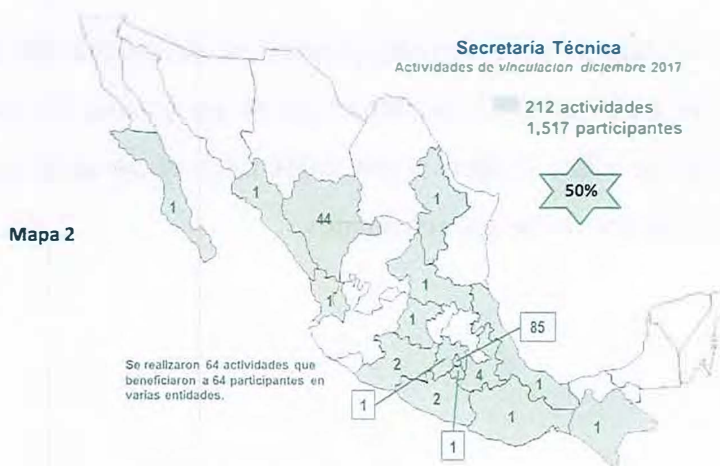 Secretaría Técnica
Actividades de vinculacion diciembre 2017
212 actividades
1,517 participantes
50%
Mapa 2
1
1
44
1
1
1
1
85
2
4
1
2
1
1
1
1
Se realizaron 64 actividades que
beneficiaron a 64 participantes en
varias entidades.